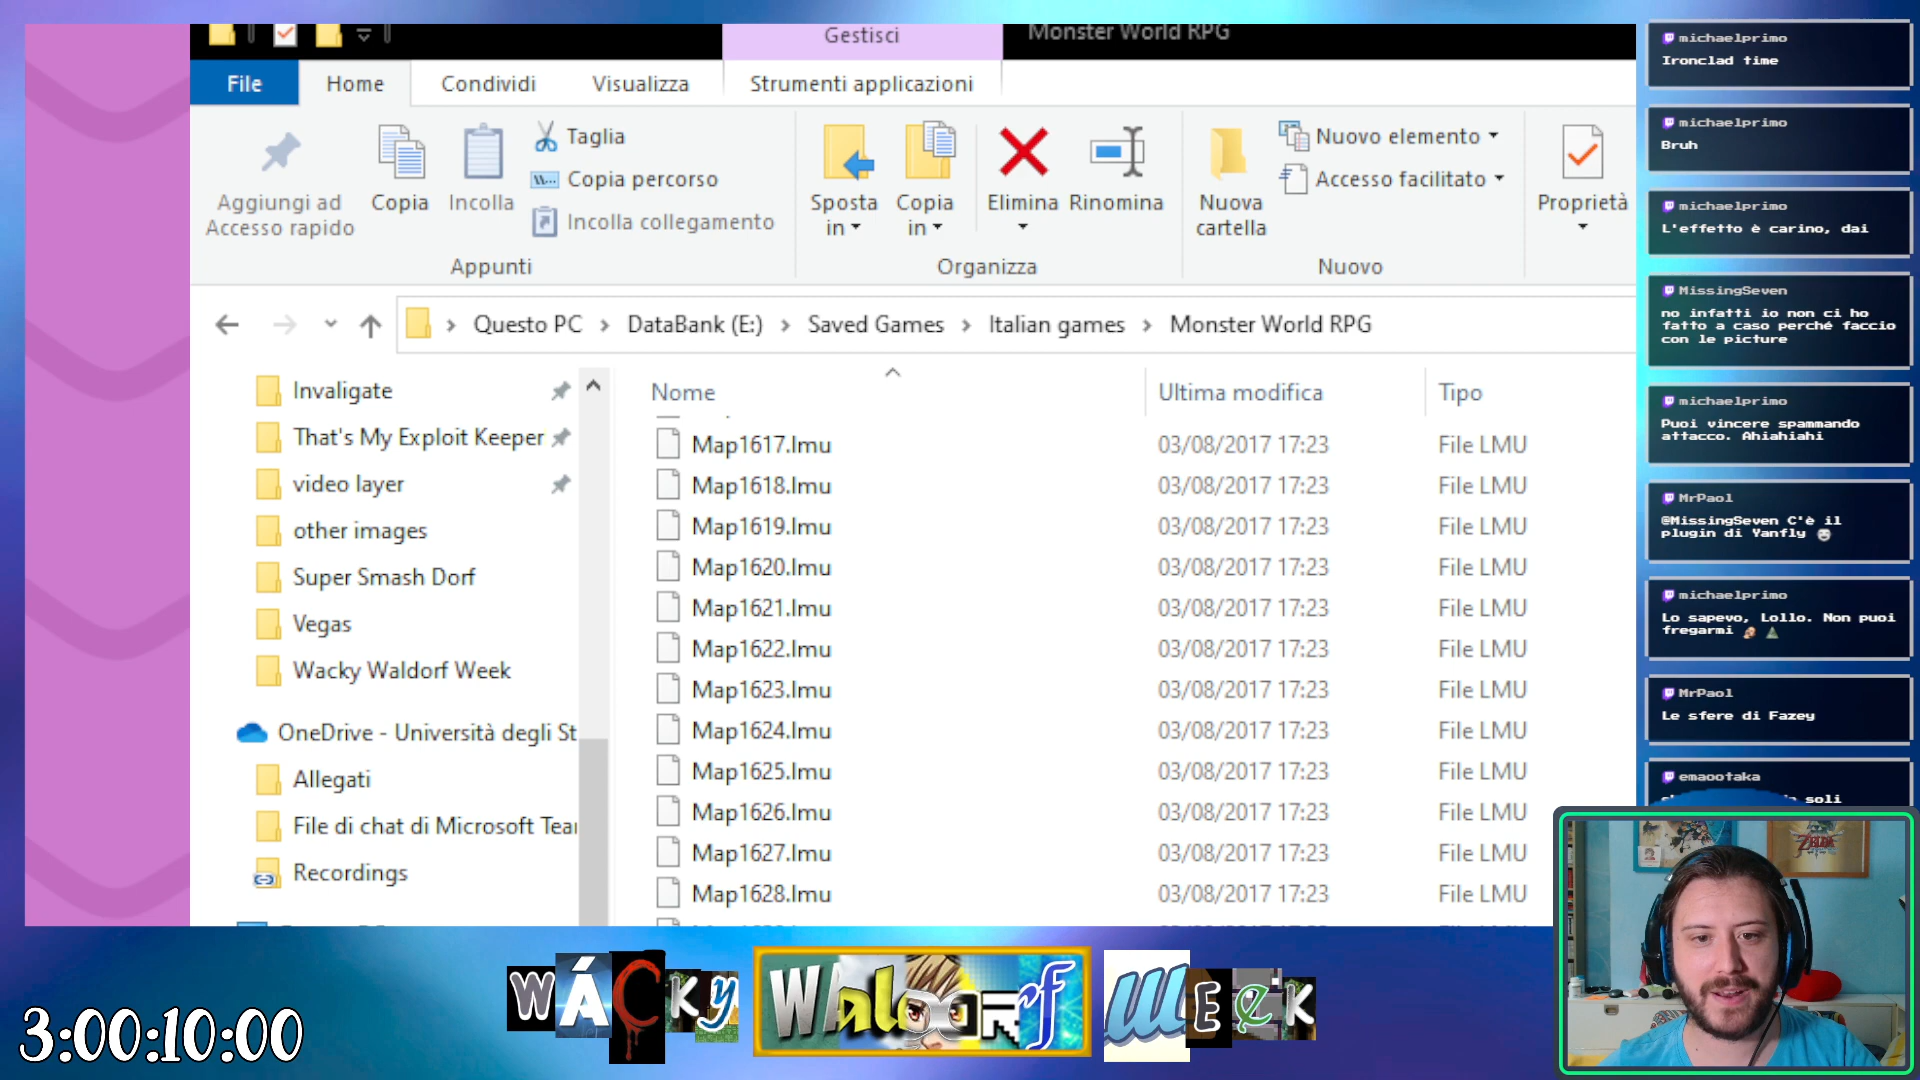 Gestisci
Monster World RPG
File
Home
Condividi
Visualizza
Strumenti applicazioni
Aggiungi ad
Accesso rapido
Copia
Incolla
Taglia
Copia percorso
Incolla collegamento
Appunti
Sposta
in
Copia
in
Elimina
Rinomina
Organizza
Nuova
cartella
Nuovo elemento
Accesso facilitato
Nuovo
Proprietà
Questo PC > DataBank (E:) > Saved Games > Italian games > Monster World RPG
Invaligate
That's My Exploit Keeper
video layer
other images
Super Smash Dorf
Vegas
Wacky Waldorf Week
OneDrive - Università degli St
Allegati
File di chat di Microsoft Tea
Recordings
Nome Ultima modifica Tipo
Map1617.lmu 03/08/2017 17:23 File LMU
Map1618.lmu 03/08/2017 17:23 File LMU
Map1619.lmu 03/08/2017 17:23 File LMU
Map1620.lmu 03/08/2017 17:23 File LMU
Map1621.lmu 03/08/2017 17:23 File LMU
Map1622.lmu 03/08/2017 17:23 File LMU
Map1623.lmu 03/08/2017 17:23 File LMU
Map1624.lmu 03/08/2017 17:23 File LMU
Map1625.lmu 03/08/2017 17:23 File LMU
Map1626.lmu 03/08/2017 17:23 File LMU
Map1627.lmu 03/08/2017 17:23 File LMU
Map1628.lmu 03/08/2017 17:23 File LMU
michaelprimo
Ironclad time
michaelprimo
Bruh
michaelprimo
L'effetto è carino, dai
MissingSeven
no infatti io non ci ho
fatto a caso perché faccio
con le picture
michaelprimo
Puoi vincere spammando
attacco. Ahiahiahi
MrPaol
@MissingSeven C'è il
plugin di Yanfly
michaelprimo
Lo sapevo, Lollo. Non puoi
fregarmi
MrPaol
Le sfere di Fazey
emaootaka
soli
ZELDA
3:00:10:00
WÁCKy Waldorf WEEK